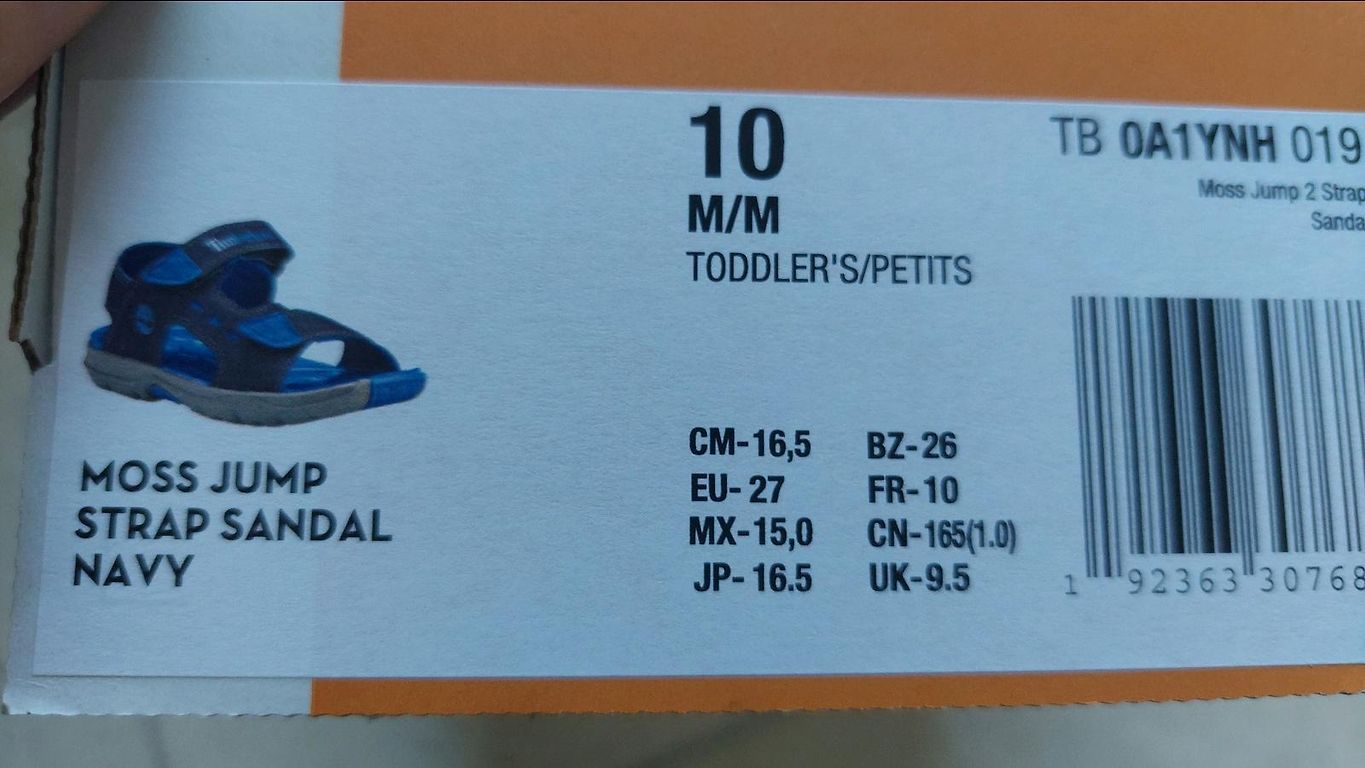 10
M/M
TODDLER'S/PETITS
TB 0A1YNH 019
Moss Jump 2 Strap
MOSS JUMP
STRAP SANDAL
NAVY
CM-16,5 BZ-26
EU-27 FR-10
MX-15,0 CN-165(1.0)
JP-16.5 UK-9.5
1 92363 30768